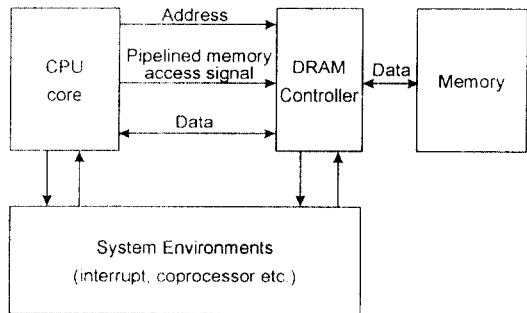 Address
CPU
core
Pipelined memory
access signal
Data
DRAM
Controller
Data
Memory
System Environments
(interrupt, coprocessor etc.)